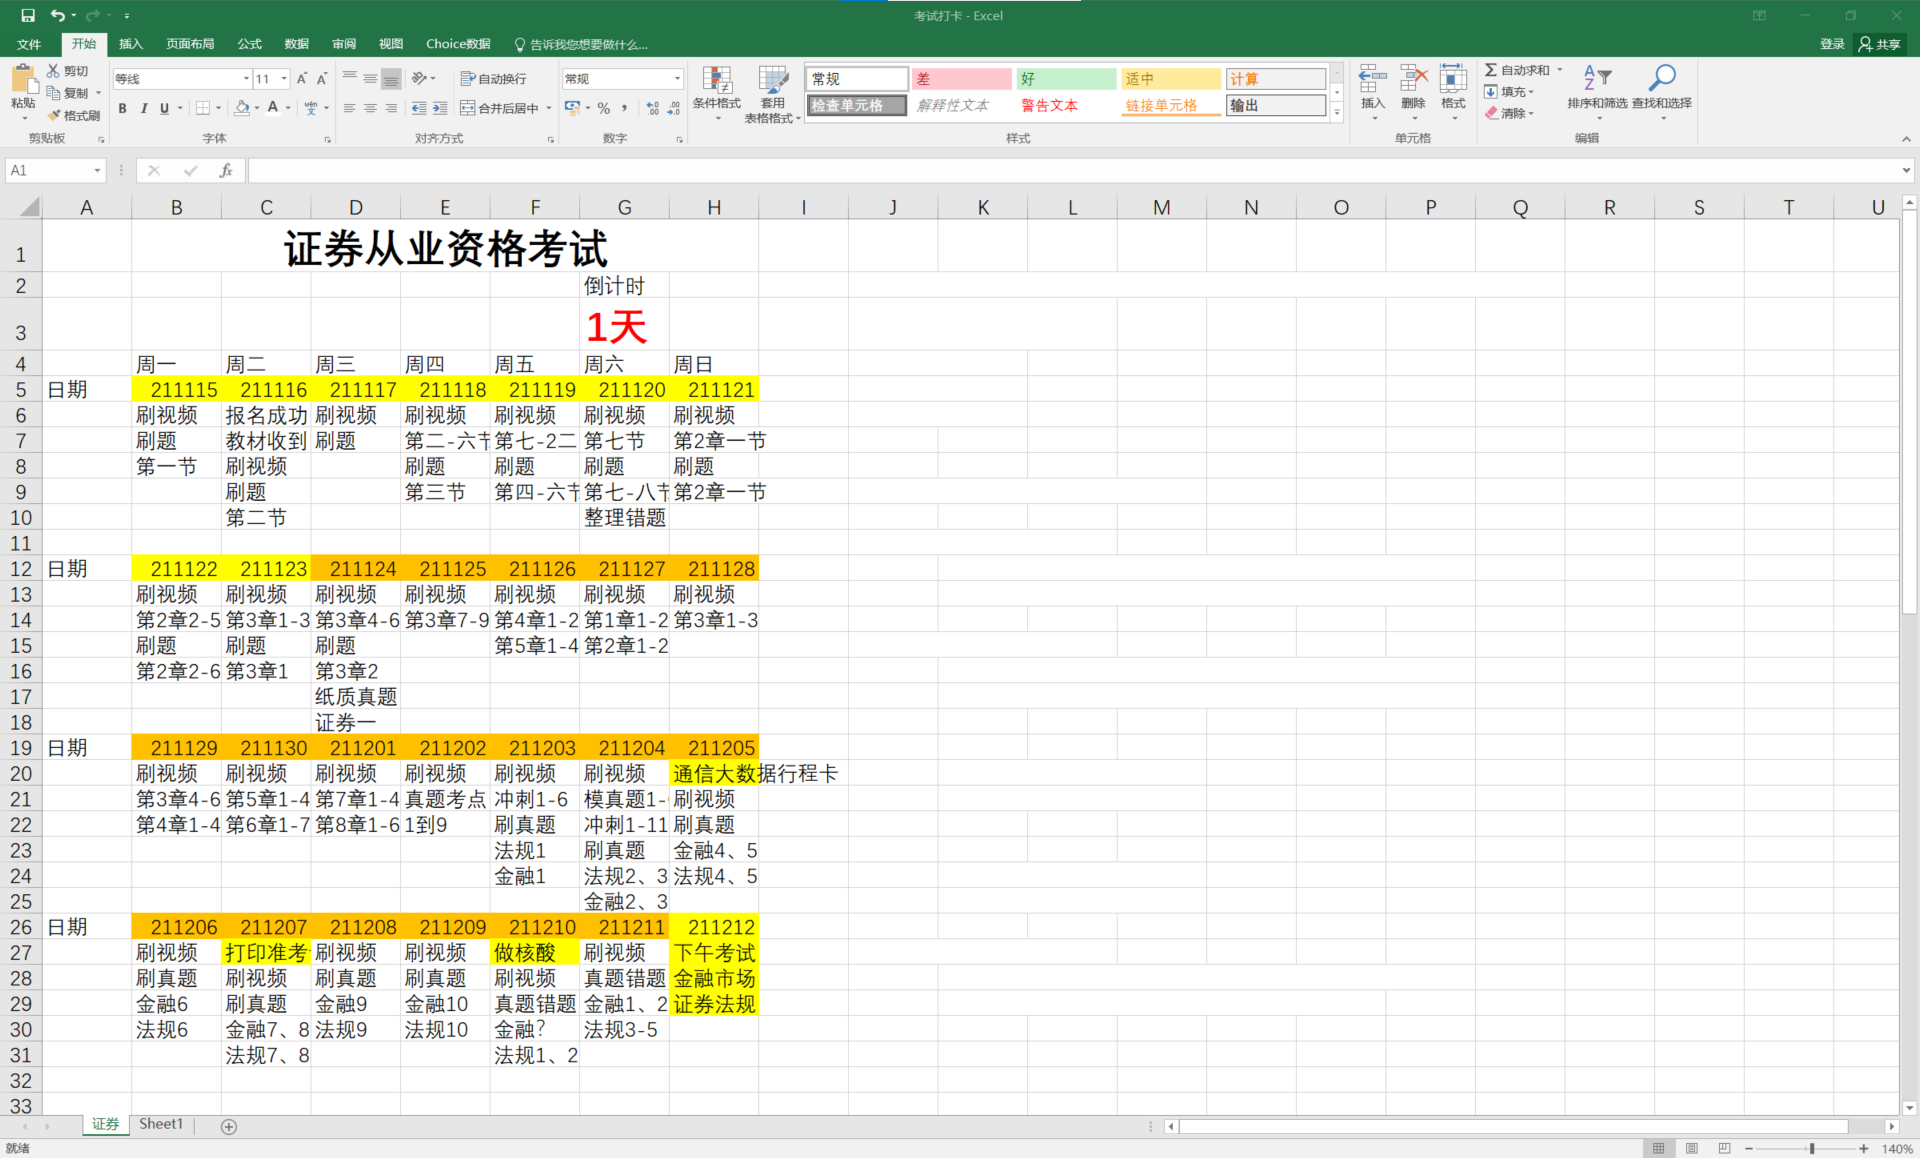 考试打卡 - Excel
文件 开始 插入 页面布局 公式 数据 审阅 视图 Choice数据 告诉我您想要做什么... 登录 共享
粘贴 剪切 复制 格式刷 剪贴板
等线 11 B I U A 字体
自动换行 合并后居中 对齐方式
常规 % 数字
条件格式 套用表格格式
常规 差 好 适中 计算
检查单元格 解释性文本 警告文本 链接单元格 输出
样式
插入 删除 格式 单元格
自动求和 填充 清除 排序和筛选 查找和选择 编辑
A1 fx
A B C D E F G H I J K L M N O P Q R S T U
1 证券从业资格考试
2 倒计时
3 1天
4 周一 周二 周三 周四 周五 周六 周日
5 日期 211115 211116 211117 211118 211119 211120 211121
6 刷视频 报名成功 刷视频 刷视频 刷视频 刷视频 刷视频
7 刷题 教材收到 刷题 第二-六节 第七-2二 第七节 第2章一节
8 第一节 刷视频 刷题 刷题 刷题 刷题
9 刷题 第三节 第四-六节 第七-八节 第2章一节
10 第二节 整理错题
11
12 日期 211122 211123 211124 211125 211126 211127 211128
13 刷视频 刷视频 刷视频 刷视频 刷视频 刷视频 刷视频
14 第2章2-5 第3章1-3 第3章4-6 第3章7-9 第4章1-2 第1章1-2 第3章1-3
15 刷题 刷题 刷题 第5章1-4 第2章1-2
16 第2章2-6 第3章1 第3章2
17 纸质真题
18 证券一
19 日期 211129 211130 211201 211202 211203 211204 211205
20 刷视频 刷视频 刷视频 刷视频 刷视频 刷视频 通信大数据行程卡
21 第3章4-6 第5章1-4 第7章1-4 真题考点 冲刺1-6 模真题1- 刷视频
22 第4章1-4 第6章1-7 第8章1-6 1到9 刷真题 冲刺1-11 刷真题
23 法规1 刷真题 金融4、5
24 金融1 法规2、3 法规4、5
25 金融2、3
26 日期 211206 211207 211208 211209 211210 211211 211212
27 刷视频 打印准考 刷视频 刷视频 做核酸 刷视频 下午考试
28 刷真题 刷视频 刷真题 刷真题 刷视频 真题错题 金融市场
29 金融6 刷真题 金融9 金融10 真题错题 金融1、2 证券法规
30 法规6 金融7、8 法规9 法规10 金融? 法规3-5
31 法规7、8 法规1、2
32
33
证券 Sheet1
就绪 140%